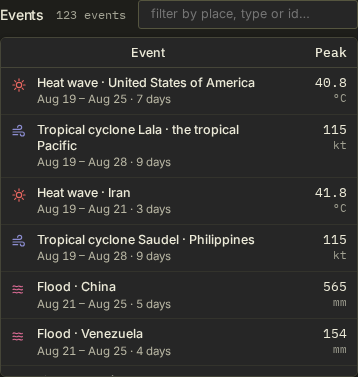 Events 123 events filter by place, type or id...
Event Peak
Heat wave · United States of America 40.8
Aug 19 – Aug 25 · 7 days °C
Tropical cyclone Lala · the tropical 115
Pacific kt
Aug 19 – Aug 28 · 9 days
Heat wave · Iran 41.8
Aug 19 – Aug 21 · 3 days °C
Tropical cyclone Saudel · Philippines 115
Aug 19 – Aug 28 · 9 days kt
Flood · China 565
Aug 21 – Aug 25 · 5 days mm
Flood · Venezuela 154
Aug 21 – Aug 25 · 4 days mm